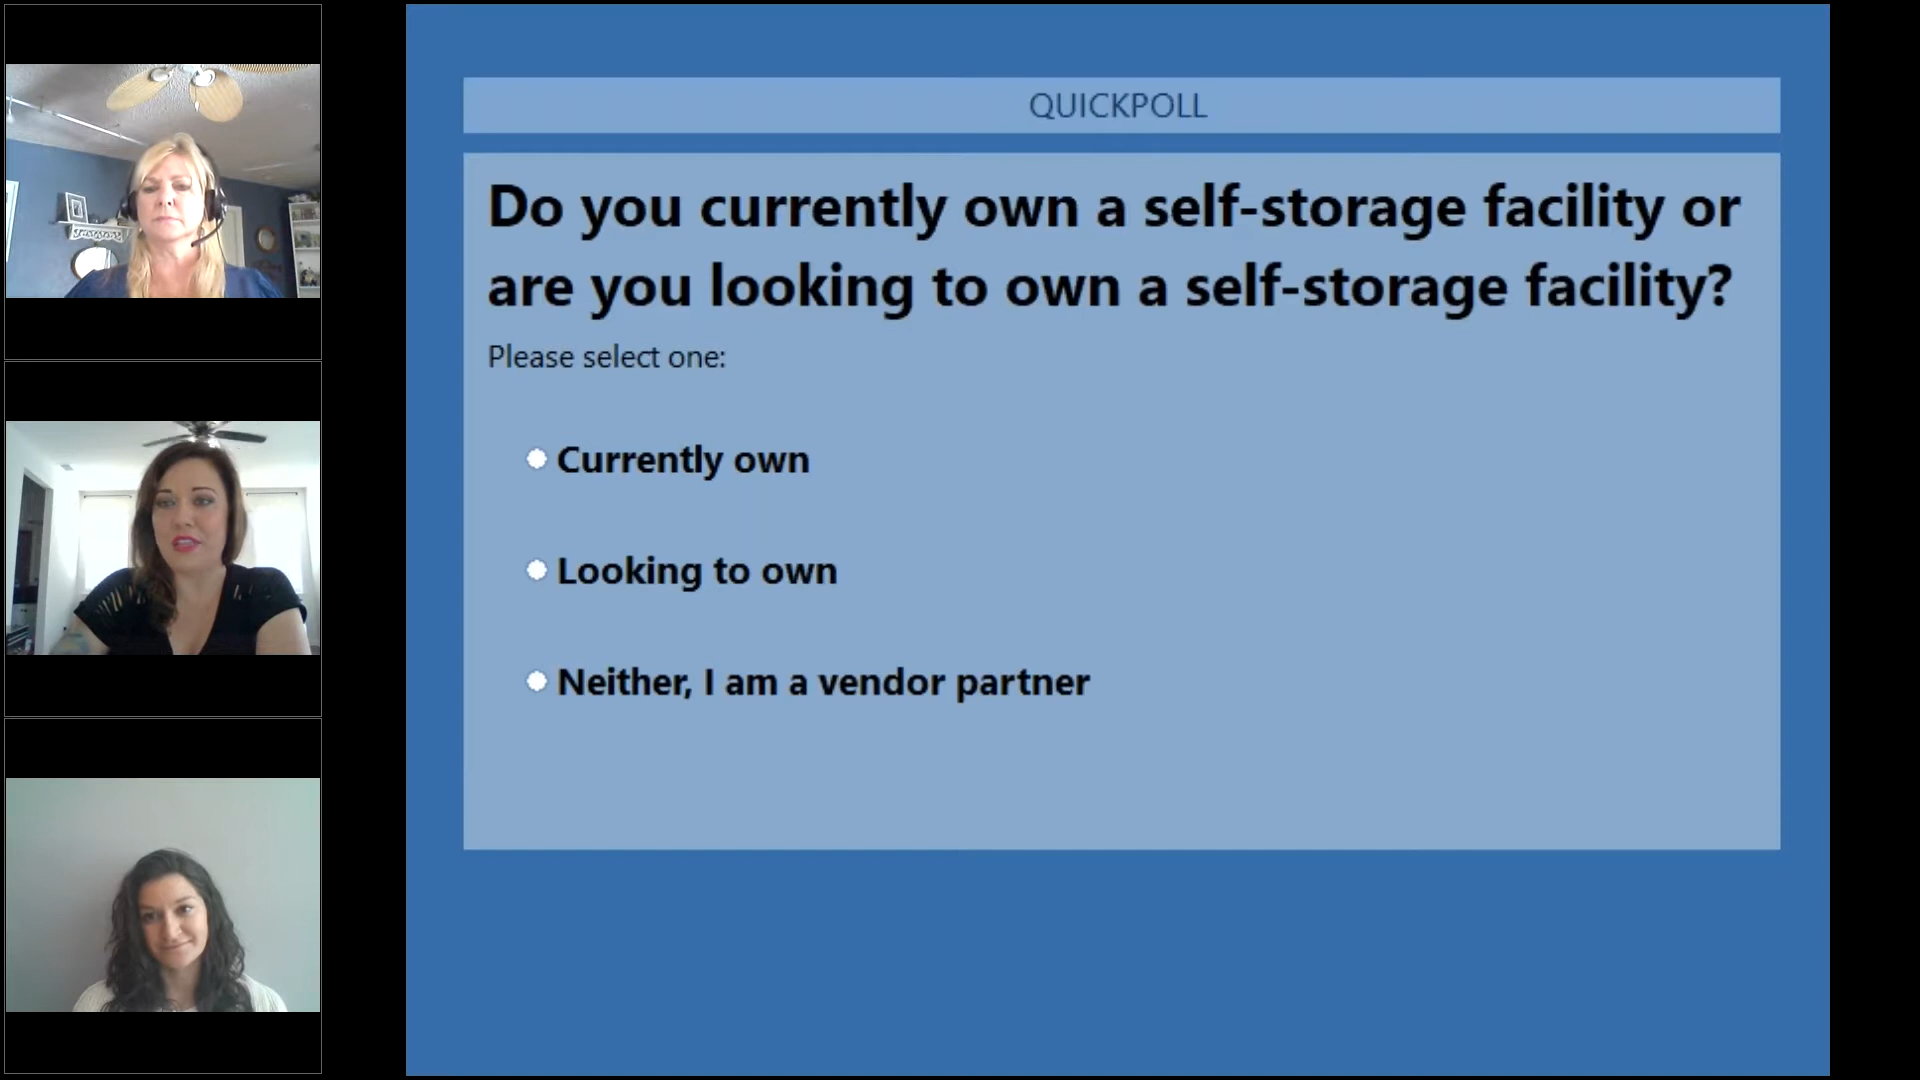 QUICKPOLL
Do you currently own a self-storage facility or
are you looking to own a self-storage facility?
Please select one:
Currently own
Looking to own
Neither, I am a vendor partner